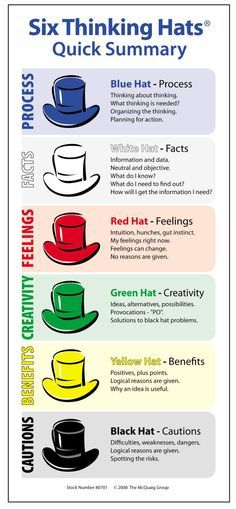 Six Thinking Hats®
Quick Summary
PROCESS
Blue Hat - Process
Thinking about thinking.
What thinking is needed?
Organizing the thinking.
Planning for action.
FACTS
White Hat - Facts
Information and data.
Neutral and objective.
What do I know?
What do I need to find out?
How will I get the information I need?
FEELINGS
Red Hat - Feelings
Intuition, hunches, gut instinct.
My feelings right now.
Feelings can change.
No reasons are given.
CREATIVITY
Green Hat - Creativity
Ideas, alternatives, possibilities.
Provocations - "PO".
Solutions to black hat problems.
BENEFITS
Yellow Hat - Benefits
Positives, plus points.
Logical reasons are given.
Why an idea is useful.
CAUTIONS
Black Hat - Cautions
Difficulties, weaknesses, dangers.
Logical reasons are given.
Spotting the risks.
Stock Number 80701 © 2008 The McQuaig Group